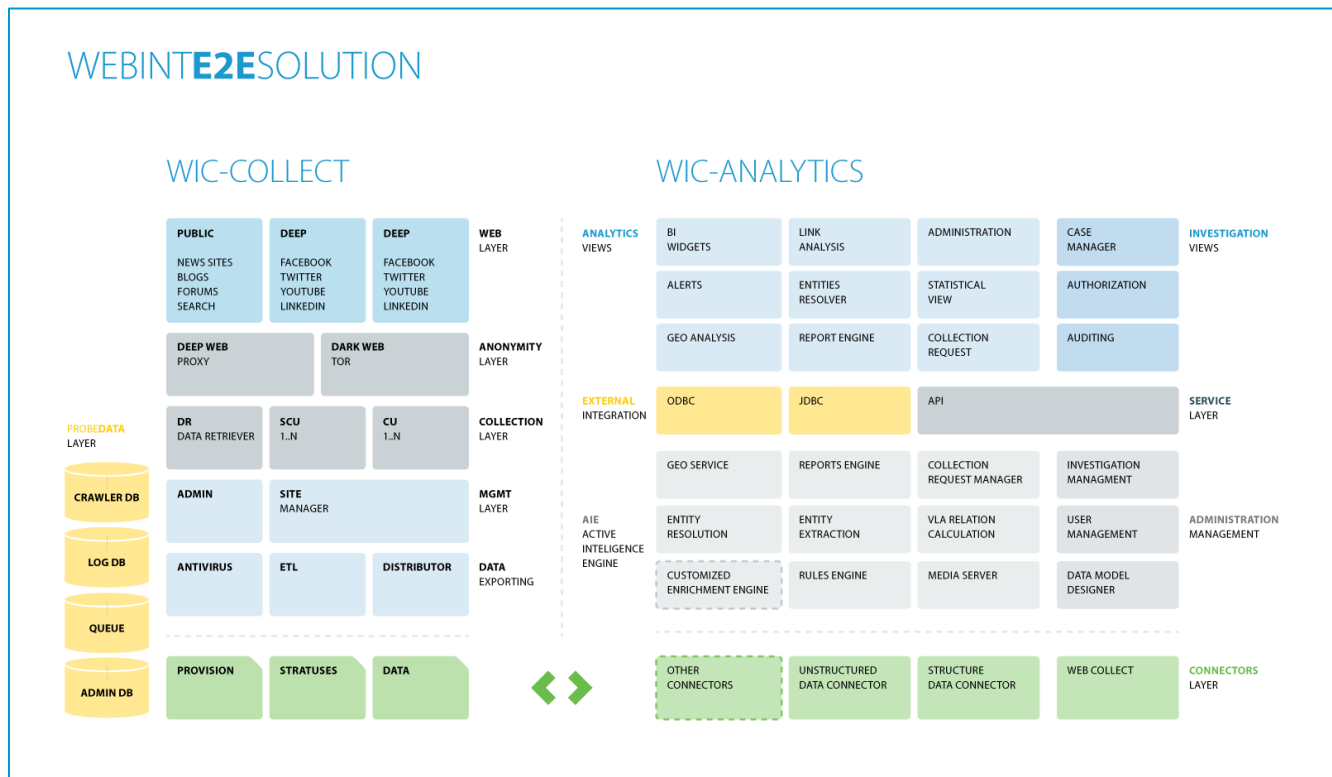 WEBINTE2ESOLUTION
WIC-COLLECT
PUBLIC
NEWS SITES
BLOGS
FORUMS
SEARCH
DEEP
FACEBOOK
TWITTER
YOUTUBE
LINKEDIN
DEEP
FACEBOOK
TWITTER
YOUTUBE
LINKEDIN
WEB
LAYER
DEEP WEB
PROXY
DARK WEB
TOR
ANONYMITY
LAYER
DR
DATA RETRIEVER
SCU
1..N
CU
1..N
COLLECTION
LAYER
PROBEDATA
LAYER
CRAWLER DB
LOG DB
QUEUE
ADMIN DB
ADMIN
SITE
MANAGER
MGMT
LAYER
ANTIVIRUS
ETL
DISTRIBUTOR
DATA
EXPORTING
PROVISION
STRATUSES
DATA
WIC-ANALYTICS
ANALYTICS
VIEWS
BI
WIDGETS
LINK
ANALYSIS
ADMINISTRATION
CASE
MANAGER
INVESTIGATION
VIEWS
ALERTS
ENTITIES
RESOLVER
STATISTICAL
VIEW
AUTHORIZATION
GEO ANALYSIS
REPORT ENGINE
COLLECTION
REQUEST
AUDITING
EXTERNAL
INTEGRATION
ODBC
JDBC
API
SERVICE
LAYER
GEO SERVICE
REPORTS ENGINE
COLLECTION
REQUEST MANAGER
INVESTIGATION
MANAGMENT
AIE
ACTIVE
INTELIGENCE
ENGINE
ENTITY
RESOLUTION
ENTITY
EXTRACTION
VLA RELATION
CALCULATION
USER
MANAGEMENT
ADMINISTRATION
MANAGEMENT
CUSTOMIZED
ENRICHMENT ENGINE
RULES ENGINE
MEDIA SERVER
DATA MODEL
DESIGNER
OTHER
CONNECTORS
UNSTRUCTURED
DATA CONNECTOR
STRUCTURE
DATA CONNECTOR
WEB COLLECT
CONNECTORS
LAYER